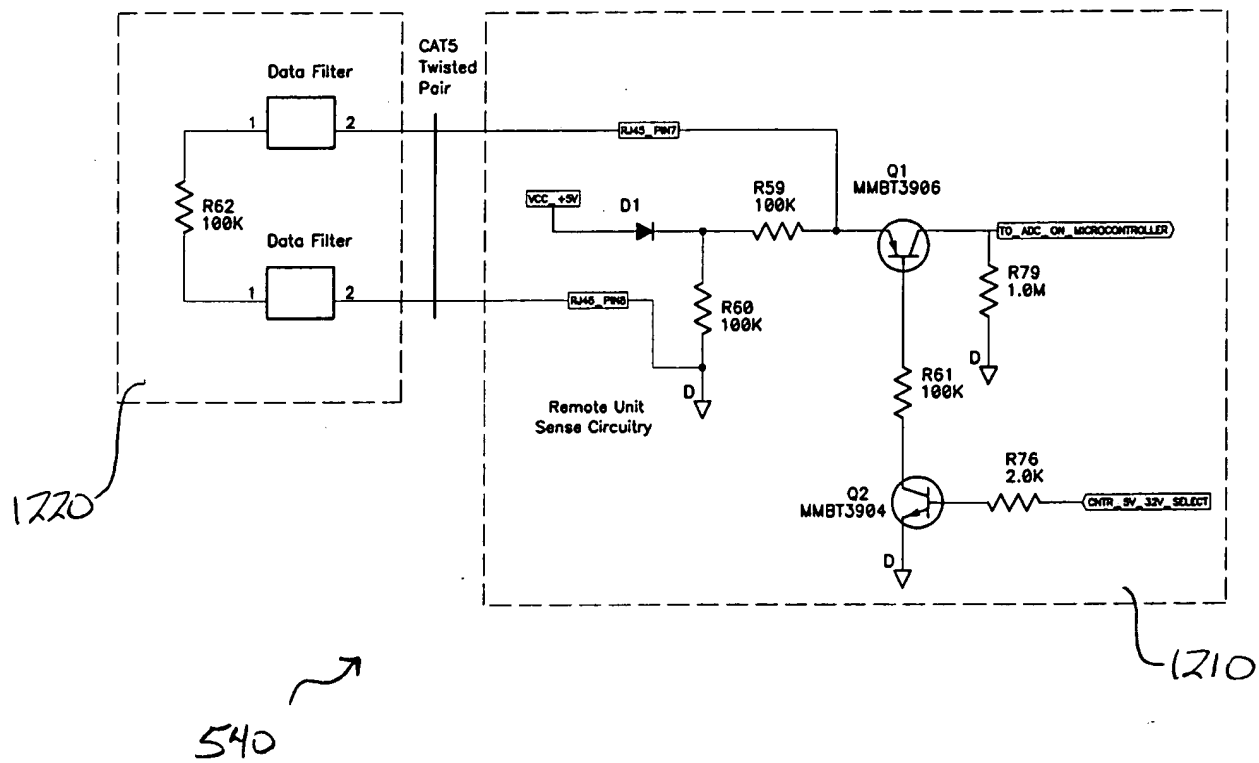 CAT5
Twisted
Pair
Data Filter
1
2
RJ45_PIN7
Q1
MMBT3906
R59
100K
VCC_+5V
D1
R62
100K
TO_ADC_ON_MICROCONTROLLER
Data Filter
1
2
R79
1.0M
R60
100K
D
D
R61
100K
Remote Unit
Sense Circuitry
R76
2.0K
Q2
MMBT3904
D
1220
1210
540